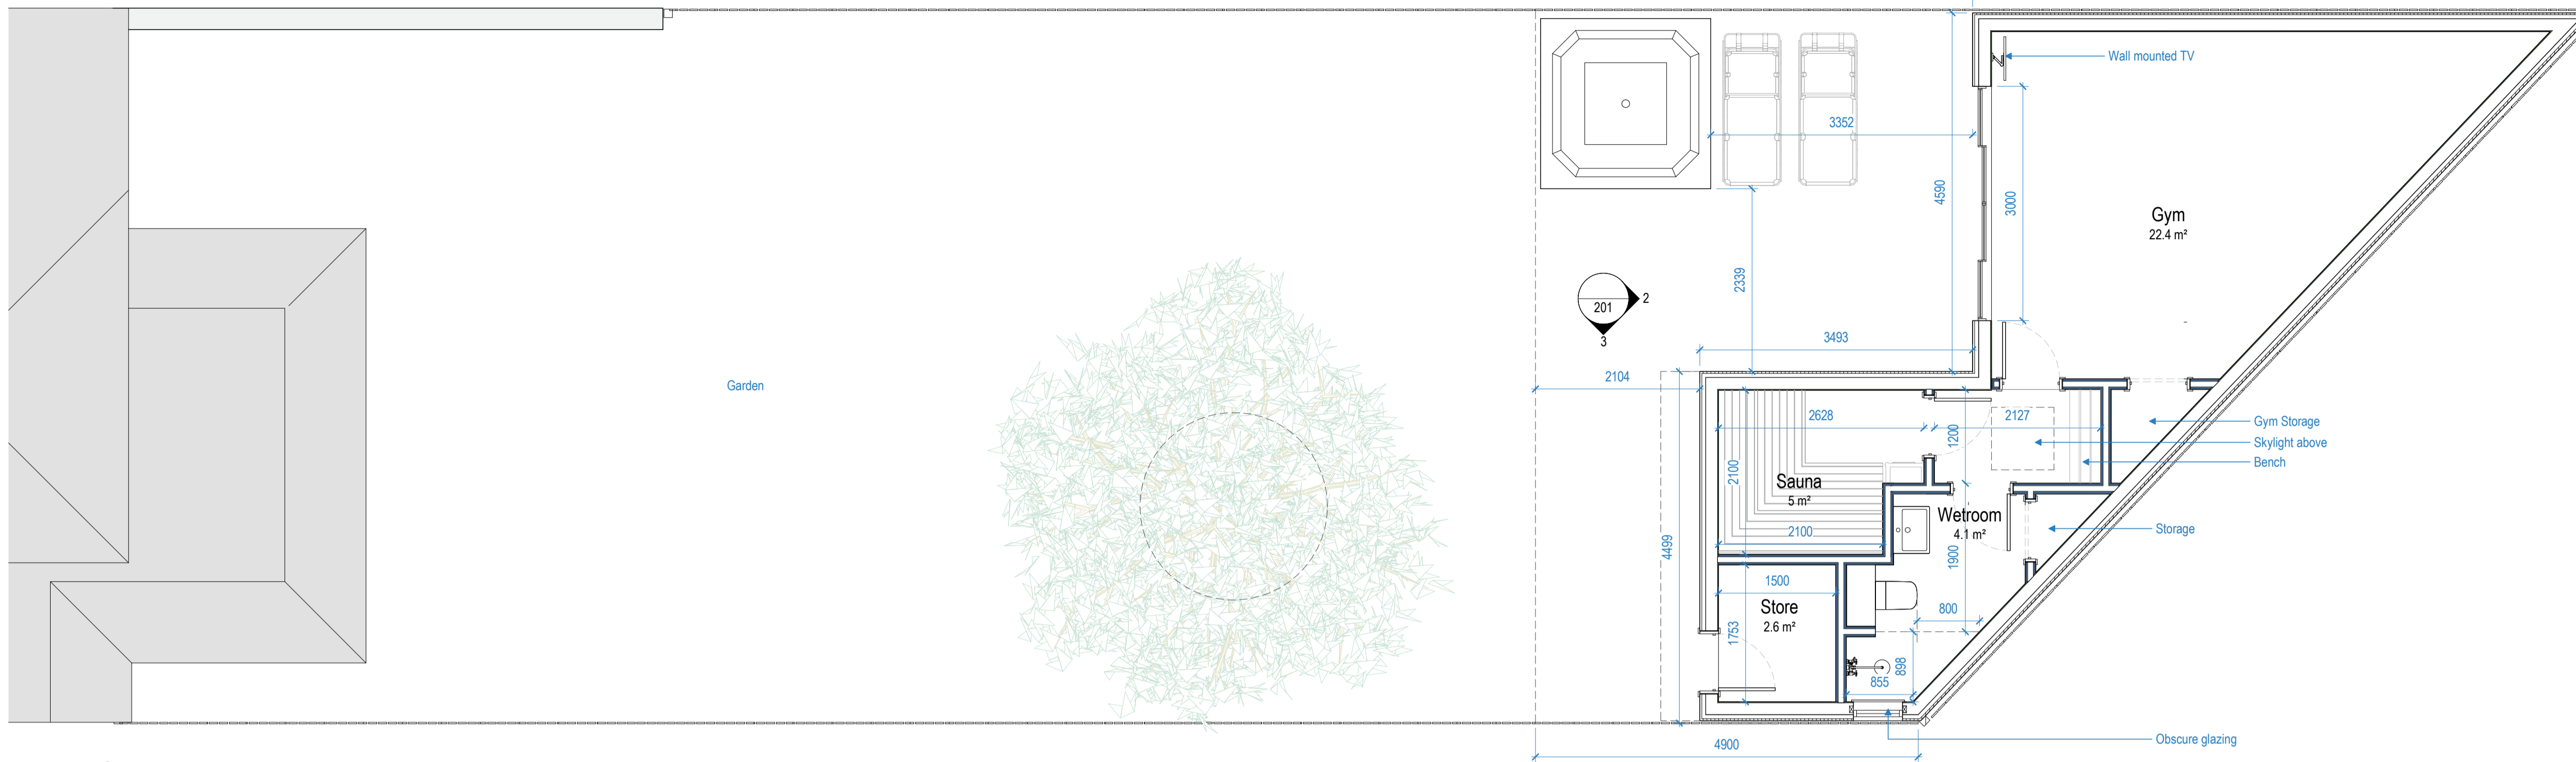 Wall mounted TV
3352
4590
3000
Gym
22.4 m²
2339
201
2
3
3493
2104
Garden
2628
2127
1200
Gym Storage
Skylight above
Bench
2100
Sauna
5 m²
2100
Wetroom
4.1 m²
1900
Storage
4499
1500
Store
2.6 m²
1753
800
898
855
4900
Obscure glazing